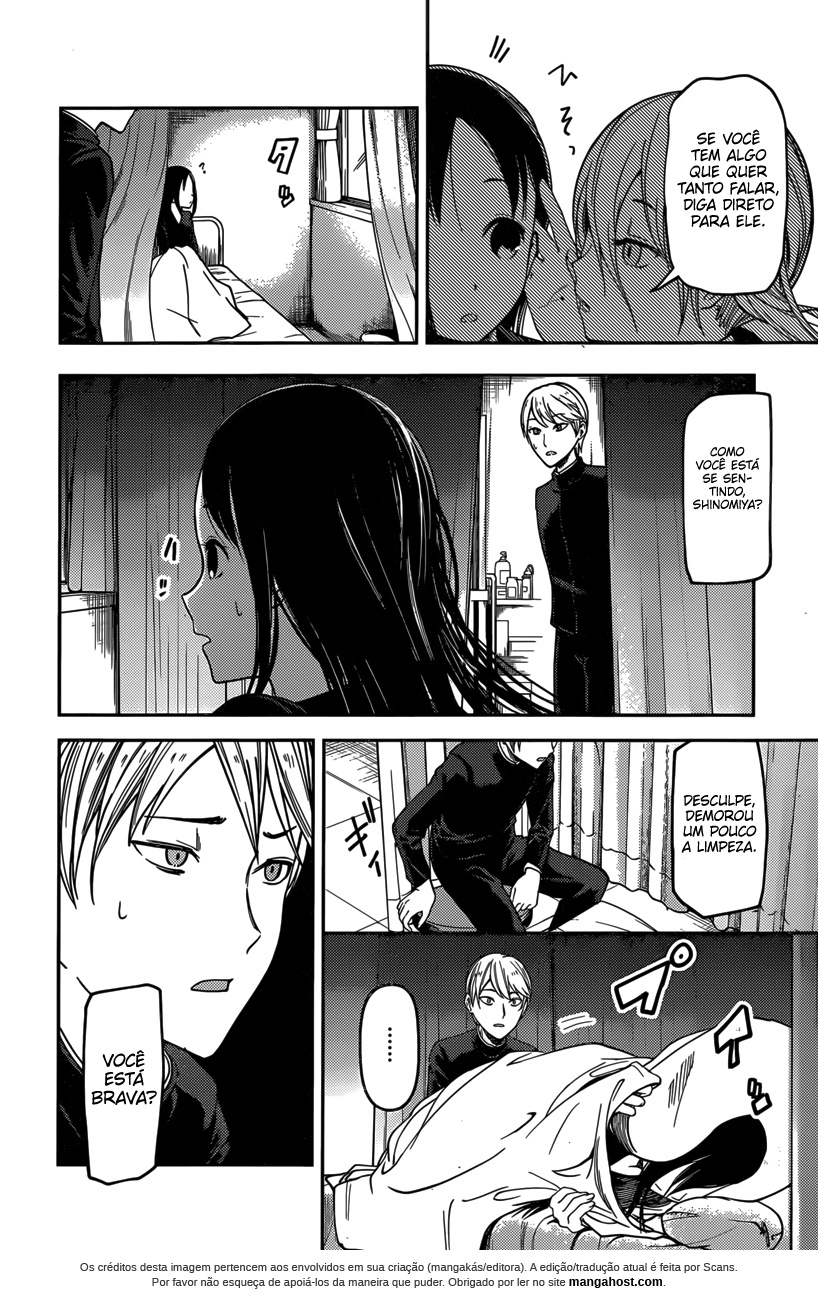 SE VOCÊ
TEM ALGO
QUE QUER
TANTO FALAR,
DIGA DIRETO
PARA ELE.
?
COMO
VOCÊ ESTÁ
SE SEN-
TINDO,
SHINOMIYA?
DESCULPE,
DEMOROU
UM POUCO
A LIMPEZA.
........
VOCÊ
ESTÁ
BRAVA?
Os créditos desta imagem pertencem aos envolvidos em sua criação (mangakás/editora). A edição/tradução atual é feita por Scans.
Por favor não esqueça de apoiá-los da maneira que puder. Obrigado por ler no site mangahost.com.